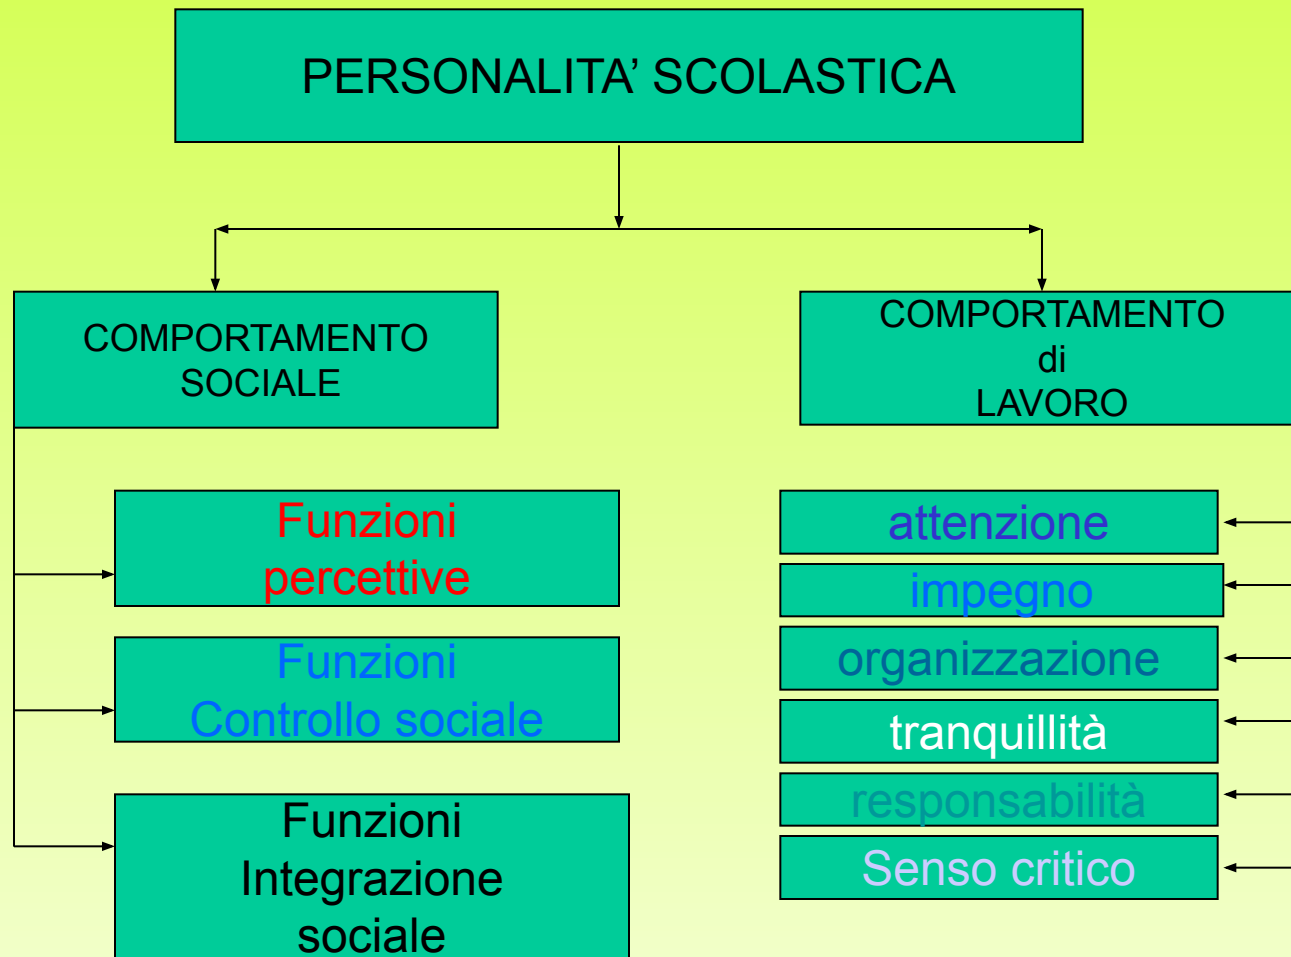 PERSONALITA’ SCOLASTICA
COMPORTAMENTO
SOCIALE
COMPORTAMENTO
di
LAVORO
Funzioni
percettive
Funzioni
Controllo sociale
Funzioni
Integrazione
sociale
attenzione
impegno
organizzazione
tranquillità
responsabilità
Senso critico